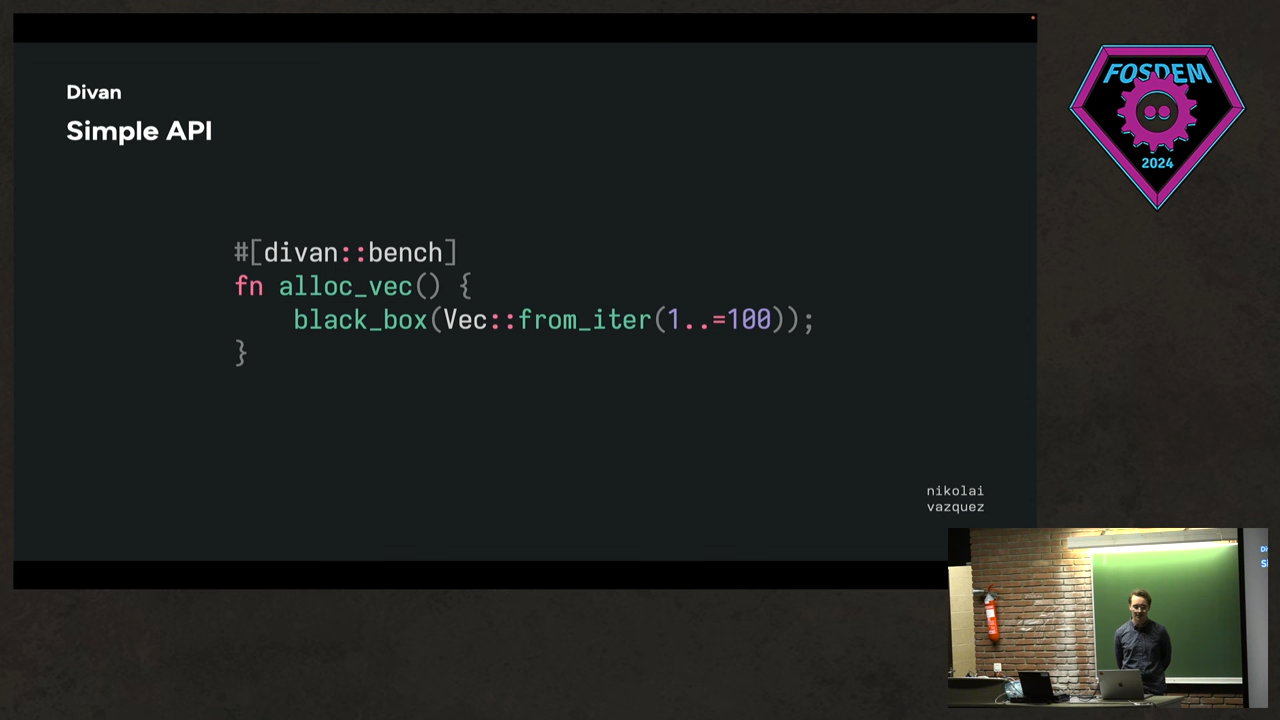 Divan
Simple API
#[divan::bench]
fn alloc_vec() {
    black_box(Vec::from_iter(1..=100));
}
nikolai
vazquez
FOSDEM
2024